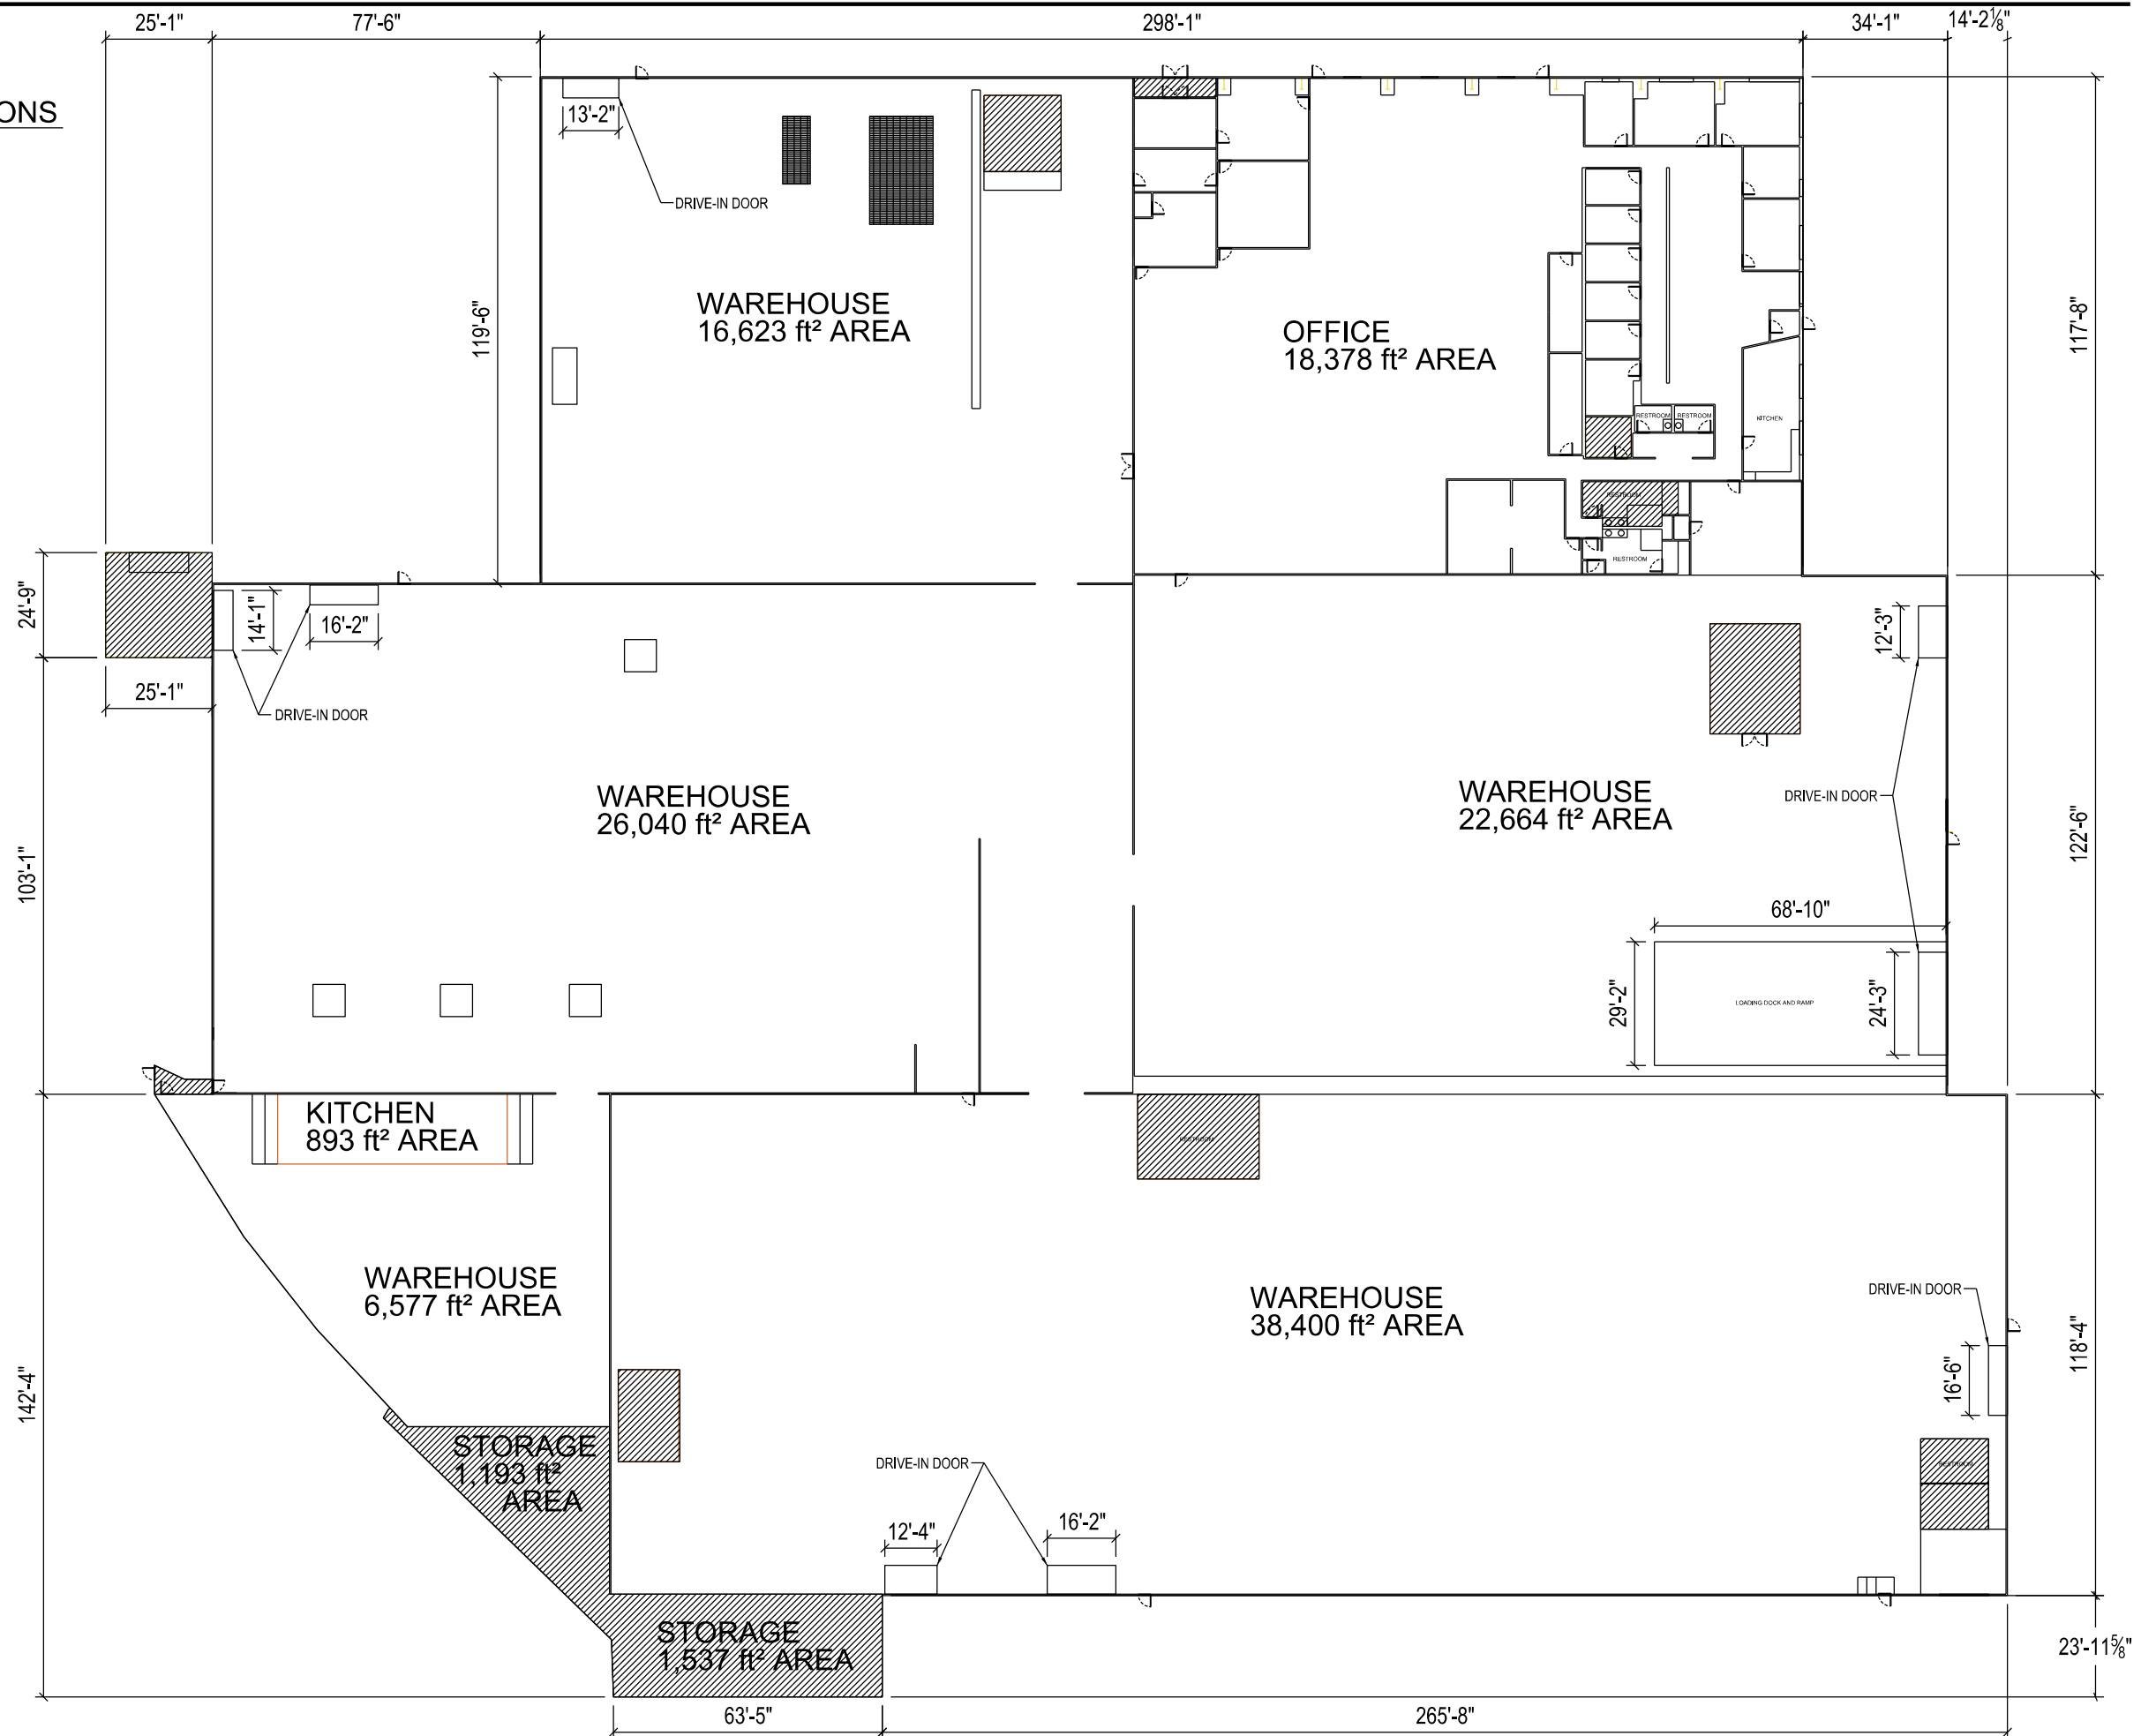 25'-1"
77'-6"
298'-1"
34'-1"
14'-2⅛"
ONS
13'-2"
DRIVE-IN DOOR
119'-6"
WAREHOUSE
16,623 ft² AREA
OFFICE
18,378 ft² AREA
117'-8"
RESTROOM
RESTROOM
KITCHEN
RESTROOM
RESTROOM
24'-9"
14'-1"
16'-2"
25'-1"
DRIVE-IN DOOR
12'-3"
WAREHOUSE
26,040 ft² AREA
WAREHOUSE
22,664 ft² AREA
DRIVE-IN DOOR
103'-1"
122'-6"
68'-10"
29'-2"
LOADING DOCK AND RAMP
24'-3"
KITCHEN
893 ft² AREA
RESTROOM
WAREHOUSE
6,577 ft² AREA
WAREHOUSE
38,400 ft² AREA
DRIVE-IN DOOR
142'-4"
16'-6"
118'-4"
STORAGE
1,193 ft²
AREA
DRIVE-IN DOOR
RESTROOM
12'-4"
16'-2"
STORAGE
1,537 ft² AREA
23'-11⅝"
63'-5"
265'-8"